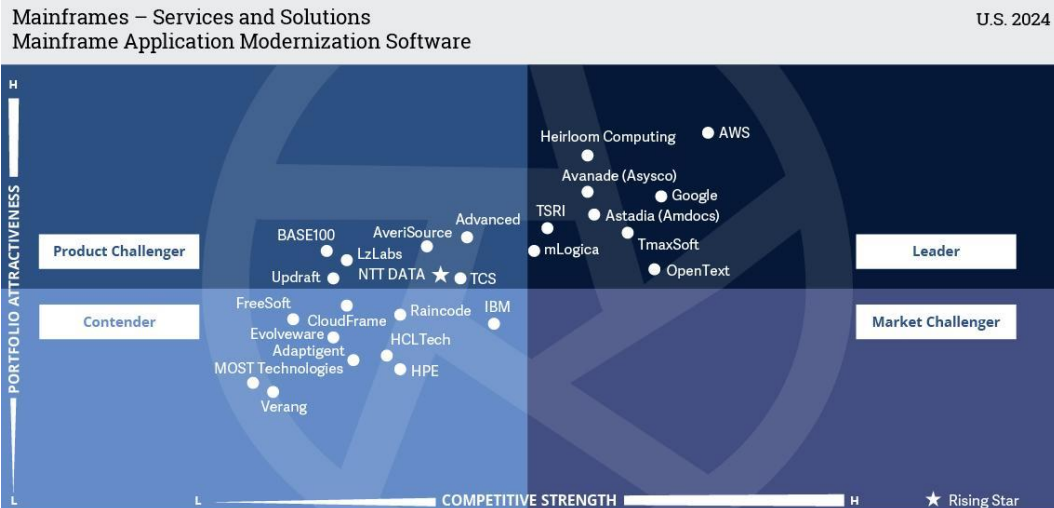 Mainframes – Services and Solutions
U.S. 2024
Mainframe Application Modernization Software
H
PORTFOLIO ATTRACTIVENESS
L
Product Challenger
Leader
Contender
Market Challenger
AWS
Heirloom Computing
Avanade (Asysco)
Google
TSRI
Astadia (Amdocs)
Advanced
AveriSource
BASE100
TmaxSoft
mLogica
LzLabs
NTT DATA
OpenText
Updraft
TCS
FreeSoft
IBM
Raincode
CloudFrame
Evolveware
HCLTech
Adaptigent
MOST Technologies
HPE
Verang
L
COMPETITIVE STRENGTH
H
Rising Star